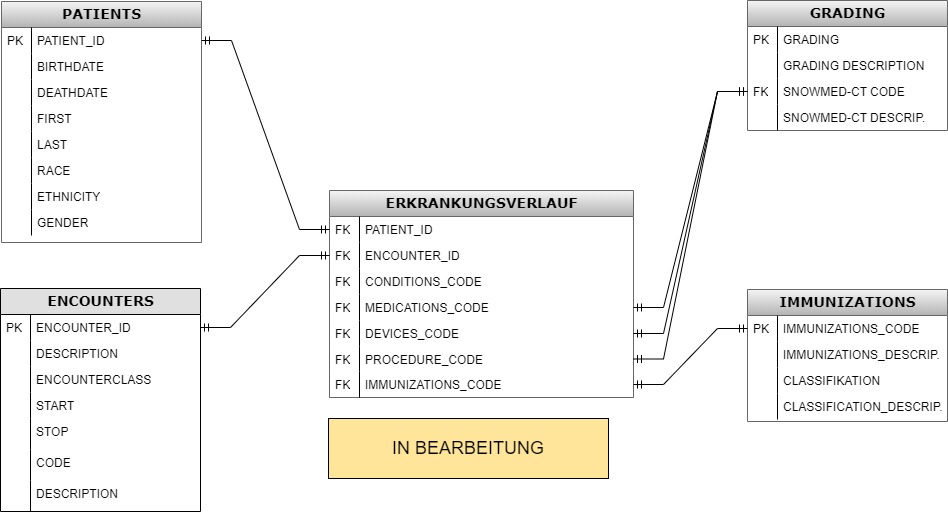 PATIENTS
PK PATIENT_ID
BIRTHDATE
DEATHDATE
FIRST
LAST
RACE
ETHNICITY
GENDER
ENCOUNTERS
PK ENCOUNTER_ID
DESCRIPTION
ENCOUNTERCLASS
START
STOP
CODE
DESCRIPTION
ERKRANKUNGSVERLAUF
FK PATIENT_ID
FK ENCOUNTER_ID
FK CONDITIONS_CODE
FK MEDICATIONS_CODE
FK DEVICES_CODE
FK PROCEDURE_CODE
FK IMMUNIZATIONS_CODE
IN BEARBEITUNG
GRADING
PK GRADING
GRADING DESCRIPTION
FK SNOWMED-CT CODE
SNOWMED-CT DESCRIP.
IMMUNIZATIONS
PK IMMUNIZATIONS_CODE
IMMUNIZATIONS_DESCRIP.
CLASSIFIKATION
CLASSIFICATION_DESCRIP.